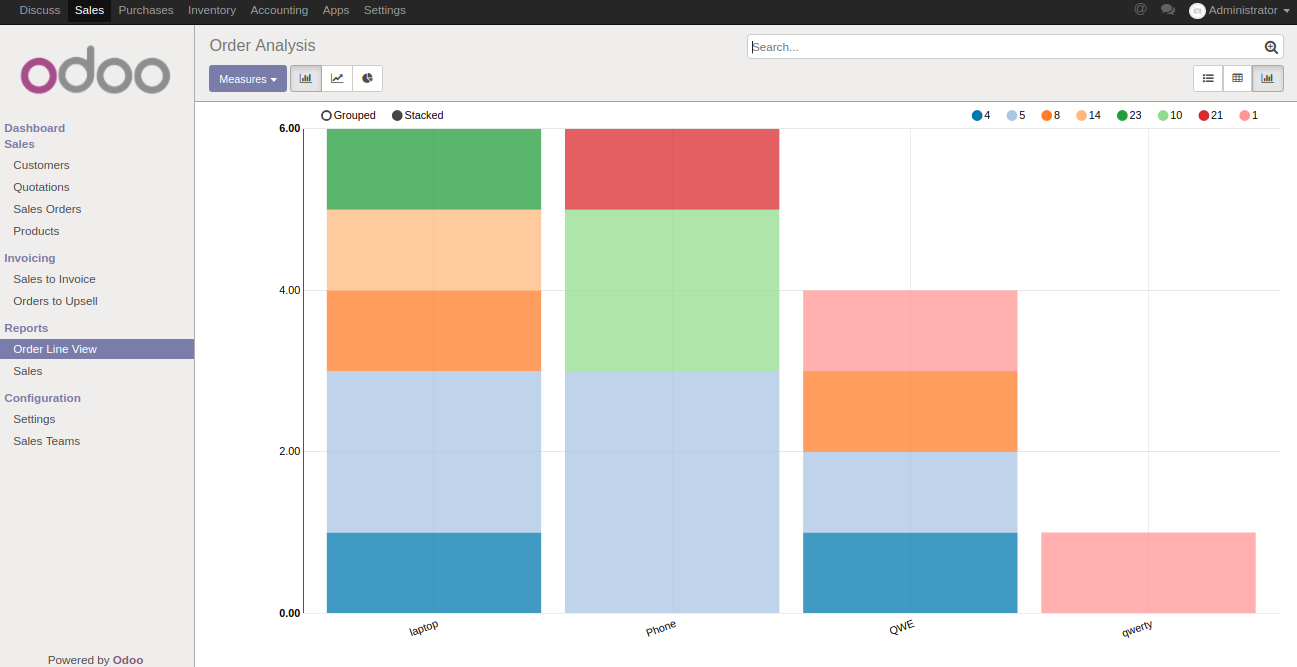 Discuss Sales Purchases Inventory Accounting Apps Settings @ Administrator
odoo
Dashboard
Sales
Customers
Quotations
Sales Orders
Products
Invoicing
Sales to Invoice
Orders to Upsell
Reports
Order Line View
Sales
Configuration
Settings
Sales Teams
Powered by Odoo
Order Analysis
Search...
Measures
Grouped Stacked
4 5 8 14 23 10 21 1
6.00
4.00
2.00
0.00
laptop Phone QWE qwerty